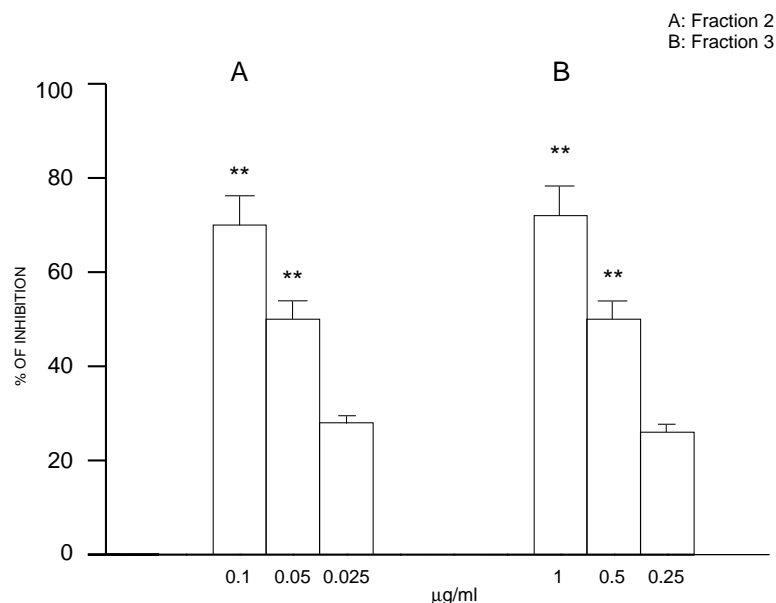 A: Fraction 2
B: Fraction 3
A B
100
80
60
40
20
0
% OF INHIBITION
** ** ** **
0.1 0.05 0.025 1 0.5 0.25
μg/ml